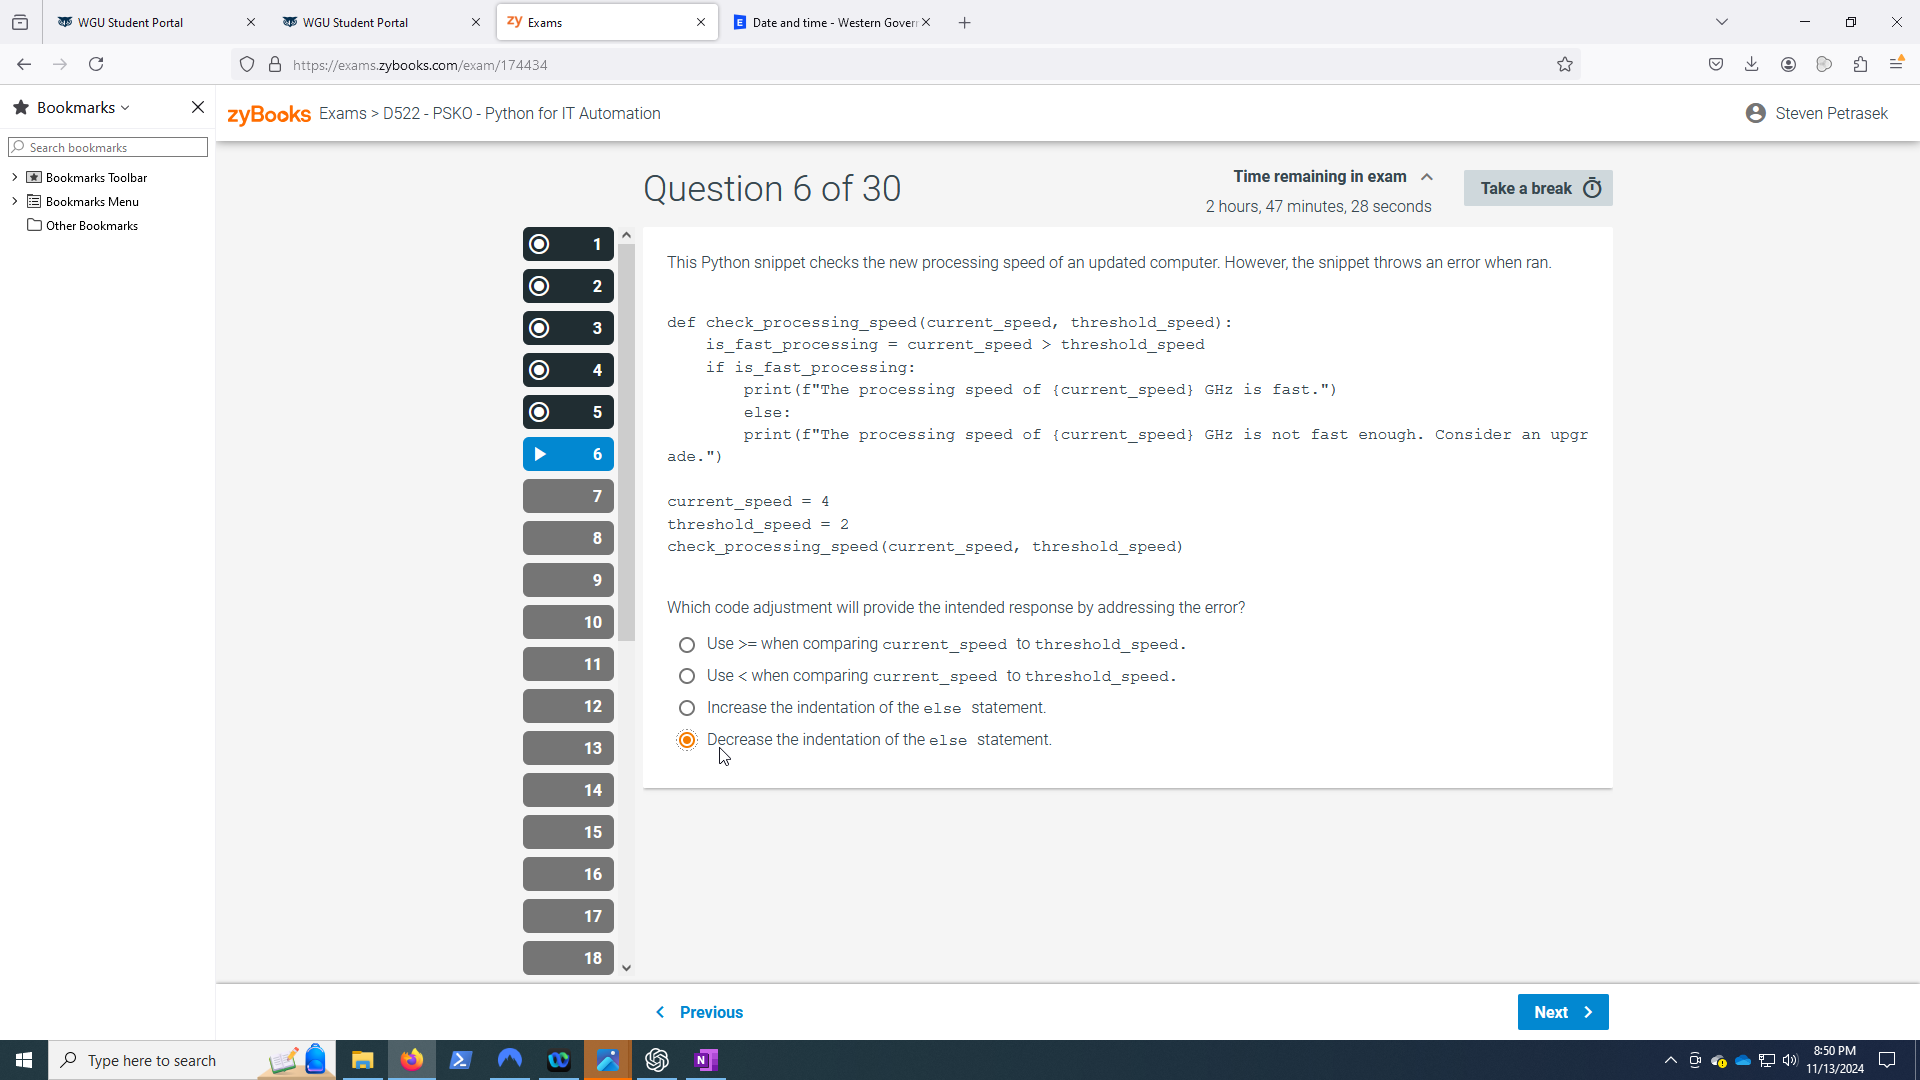 WGU Student Portal
WGU Student Portal
zy Exams
Date and time - Western Gover
https://exams.zybooks.com/exam/174434
Bookmarks
Search bookmarks
Bookmarks Toolbar
Bookmarks Menu
Other Bookmarks
zyBooks Exams > D522 - PSKO - Python for IT Automation
Steven Petrasek
Question 6 of 30
Time remaining in exam
2 hours, 47 minutes, 28 seconds
Take a break
1
2
3
4
5
6
7
8
9
10
11
12
13
14
15
16
17
18
This Python snippet checks the new processing speed of an updated computer. However, the snippet throws an error when ran.
def check_processing_speed(current_speed, threshold_speed):
    is_fast_processing = current_speed > threshold_speed
    if is_fast_processing:
        print(f"The processing speed of {current_speed} GHz is fast.")
        else:
        print(f"The processing speed of {current_speed} GHz is not fast enough. Consider an upgr
ade.")
current_speed = 4
threshold_speed = 2
check_processing_speed(current_speed, threshold_speed)
Which code adjustment will provide the intended response by addressing the error?
Use >= when comparing current_speed to threshold_speed.
Use < when comparing current_speed to threshold_speed.
Increase the indentation of the else statement.
Decrease the indentation of the else statement.
Previous
Next
Type here to search
8:50 PM
11/13/2024